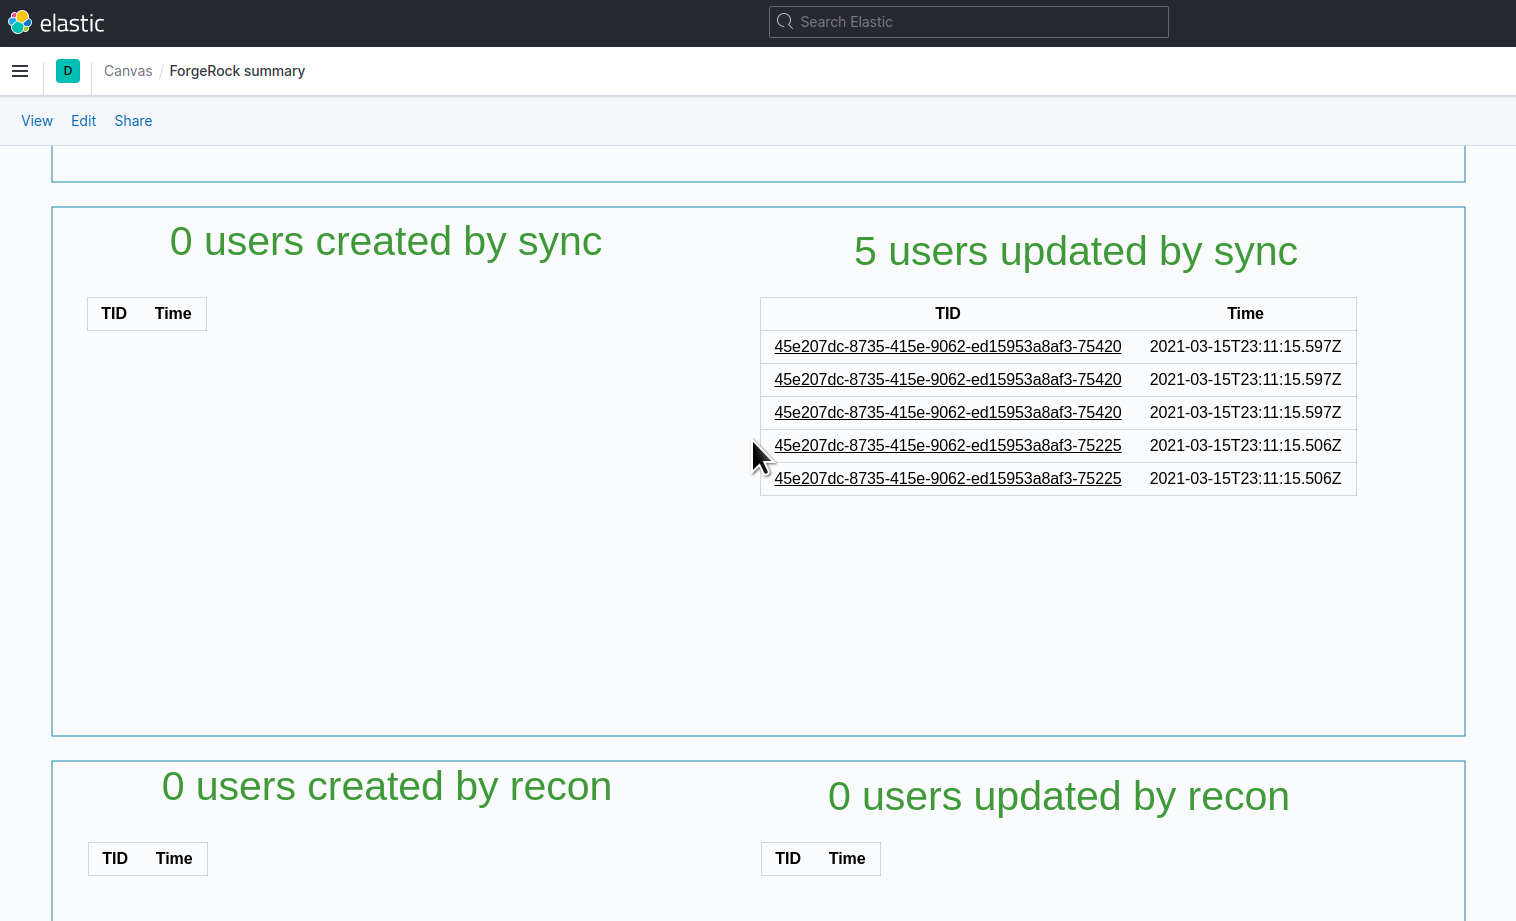 elastic
Search Elastic
D
Canvas / ForgeRock summary
View Edit Share
0 users created by sync
TID Time
5 users updated by sync
TID Time
45e207dc-8735-415e-9062-ed15953a8af3-75420 2021-03-15T23:11:15.597Z
45e207dc-8735-415e-9062-ed15953a8af3-75420 2021-03-15T23:11:15.597Z
45e207dc-8735-415e-9062-ed15953a8af3-75420 2021-03-15T23:11:15.597Z
45e207dc-8735-415e-9062-ed15953a8af3-75225 2021-03-15T23:11:15.506Z
45e207dc-8735-415e-9062-ed15953a8af3-75225 2021-03-15T23:11:15.506Z
0 users created by recon
TID Time
0 users updated by recon
TID Time